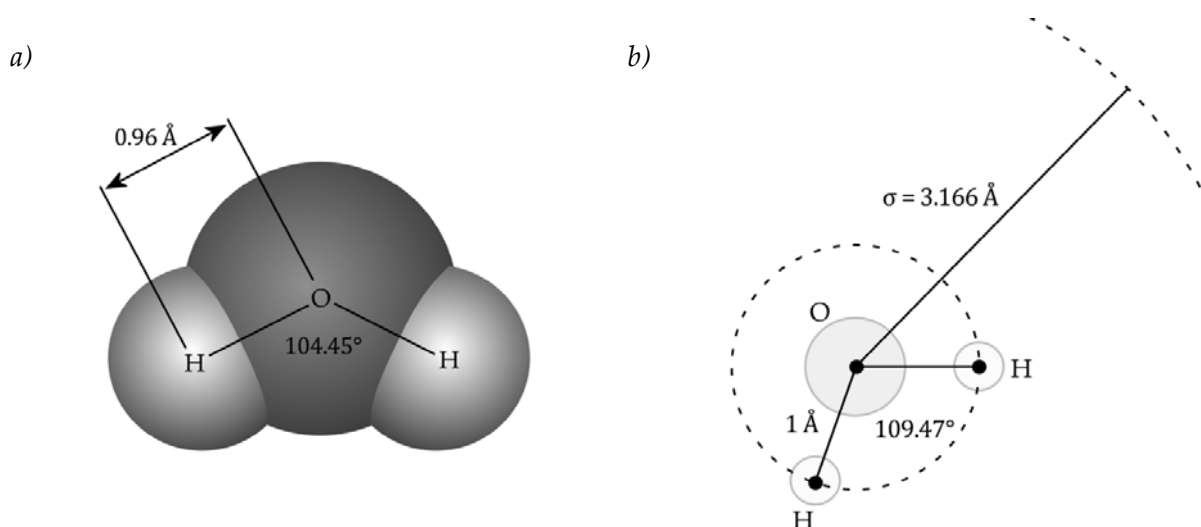 a)
0.96 Å
O
H
104.45°
H
b)
σ = 3.166 Å
O
H
1 Å
109.47°
H